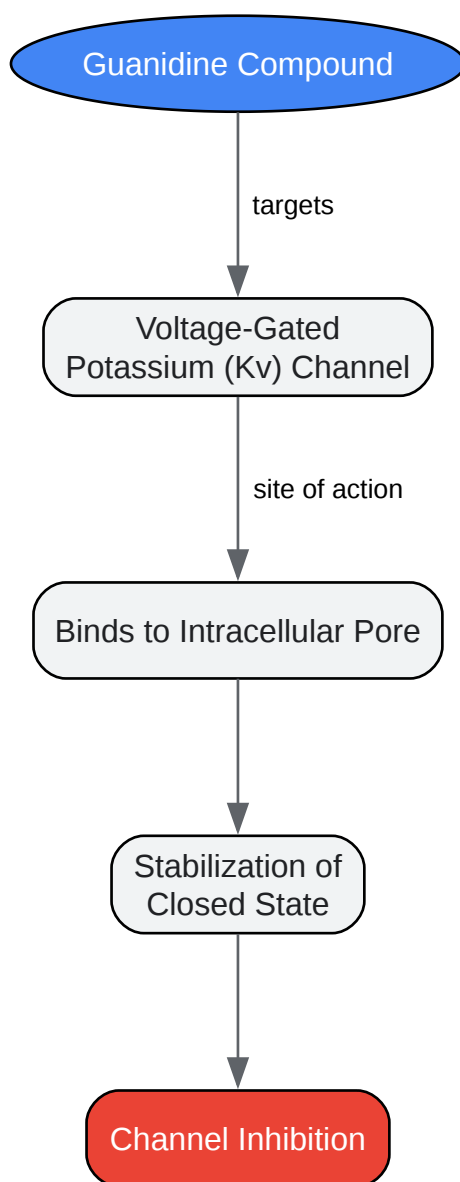 Guanidine Compound
targets
Voltage-Gated
Potassium (Kv) Channel
site of action
Binds to Intracellular Pore
Stabilization of
Closed State
Channel Inhibition